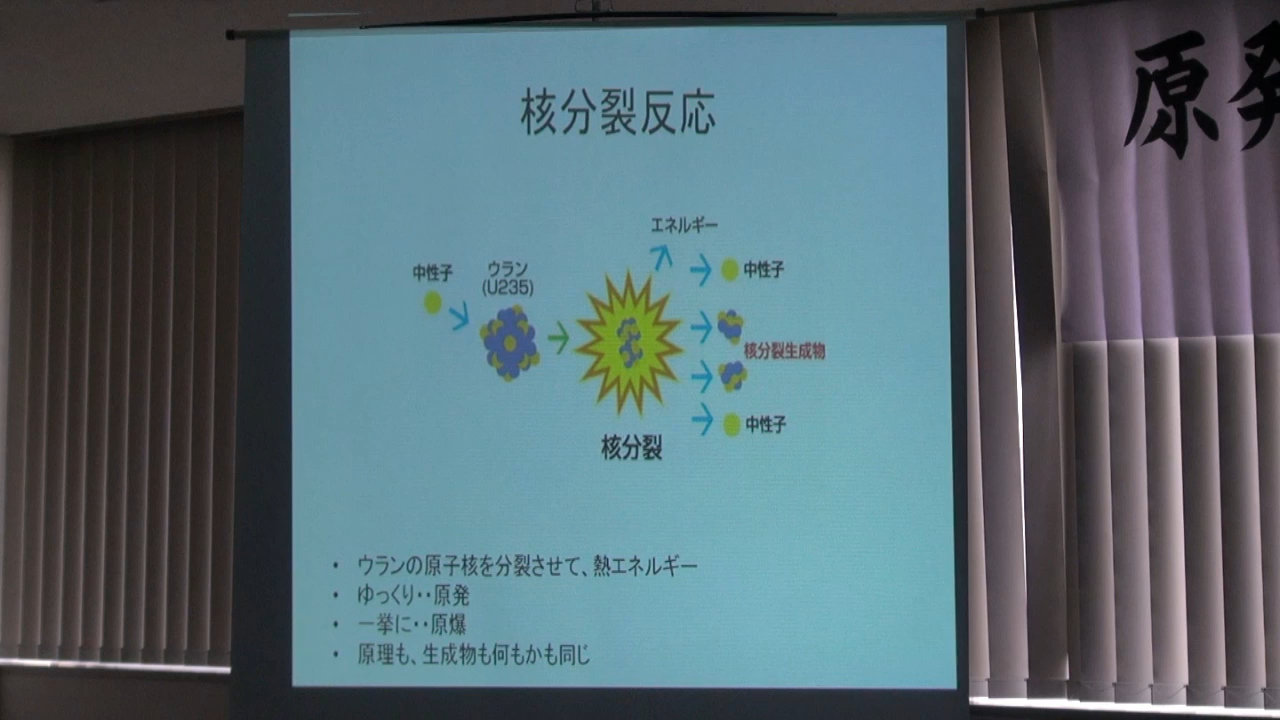 核分裂反応
エネルギー
中性子
ウラン
(U235)
中性子
核分裂生成物
中性子
核分裂
・ ウランの原子核を分裂させて、熱エネルギー
・ ゆっくり・・原発
・ 一挙に・・原爆
・ 原理も、生成物も何もかも同じ
原発